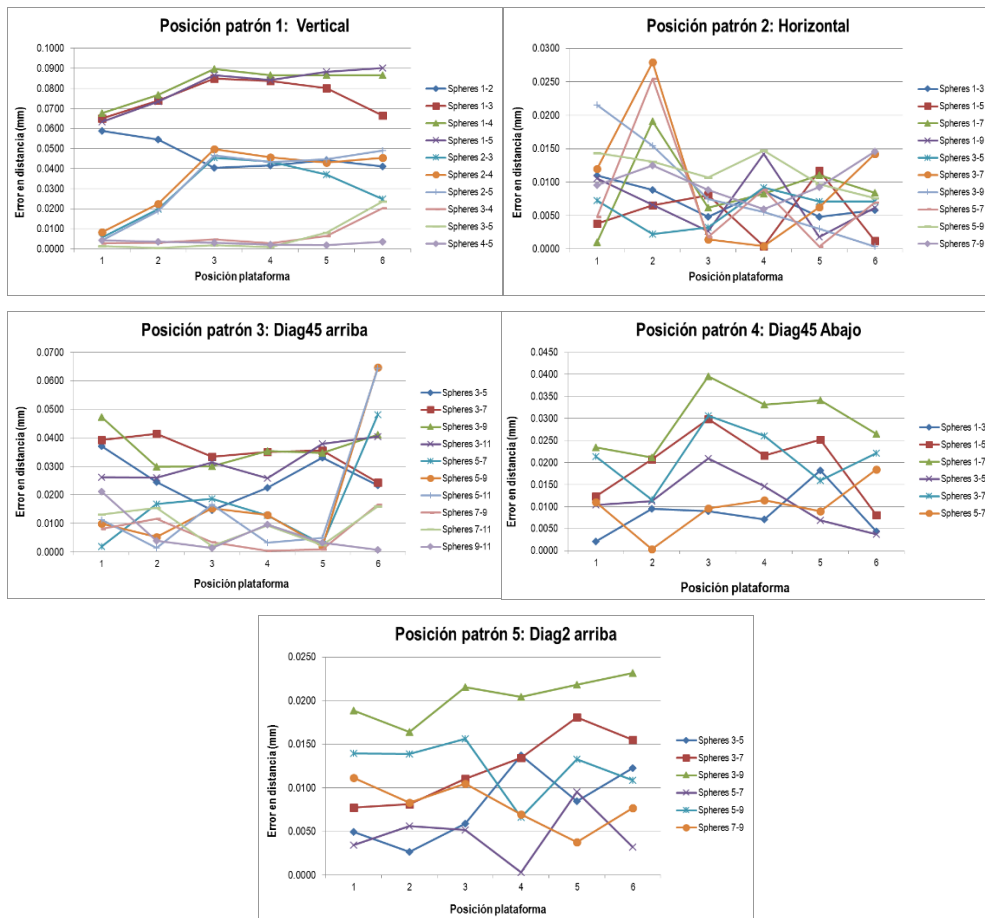 Posición patrón 1: Vertical
Error en distancia (mm)
0.1000
0.0900
0.0800
0.0700
0.0600
0.0500
0.0400
0.0300
0.0200
0.0100
0.0000
1 2 3 4 5 6
Posición plataforma
Spheres 1-2
Spheres 1-3
Spheres 1-4
Spheres 1-5
Spheres 2-3
Spheres 2-4
Spheres 2-5
Spheres 3-4
Spheres 3-5
Spheres 4-5
Posición patrón 2: Horizontal
Error en distancia (mm)
0.0300
0.0250
0.0200
0.0150
0.0100
0.0050
0.0000
1 2 3 4 5 6
Posición plataforma
Spheres 1-3
Spheres 1-5
Spheres 1-7
Spheres 1-9
Spheres 3-5
Spheres 3-7
Spheres 3-9
Spheres 5-7
Spheres 5-9
Spheres 7-9
Posición patrón 3: Diag45 arriba
Error en distancia (mm)
0.0700
0.0600
0.0500
0.0400
0.0300
0.0200
0.0100
0.0000
1 2 3 4 5 6
Posición plataforma
Spheres 3-5
Spheres 3-7
Spheres 3-9
Spheres 3-11
Spheres 5-7
Spheres 5-9
Spheres 5-11
Spheres 7-9
Spheres 7-11
Spheres 9-11
Posición patrón 4: Diag45 Abajo
Error en distancia (mm)
0.0450
0.0400
0.0350
0.0300
0.0250
0.0200
0.0150
0.0100
0.0050
0.0000
1 2 3 4 5 6
Posición plataforma
Spheres 1-3
Spheres 1-5
Spheres 1-7
Spheres 3-5
Spheres 3-7
Spheres 5-7
Posición patrón 5: Diag2 arriba
Error en distancia (mm)
0.0250
0.0200
0.0150
0.0100
0.0050
0.0000
1 2 3 4 5 6
Posición plataforma
Spheres 3-5
Spheres 3-7
Spheres 3-9
Spheres 5-7
Spheres 5-9
Spheres 7-9